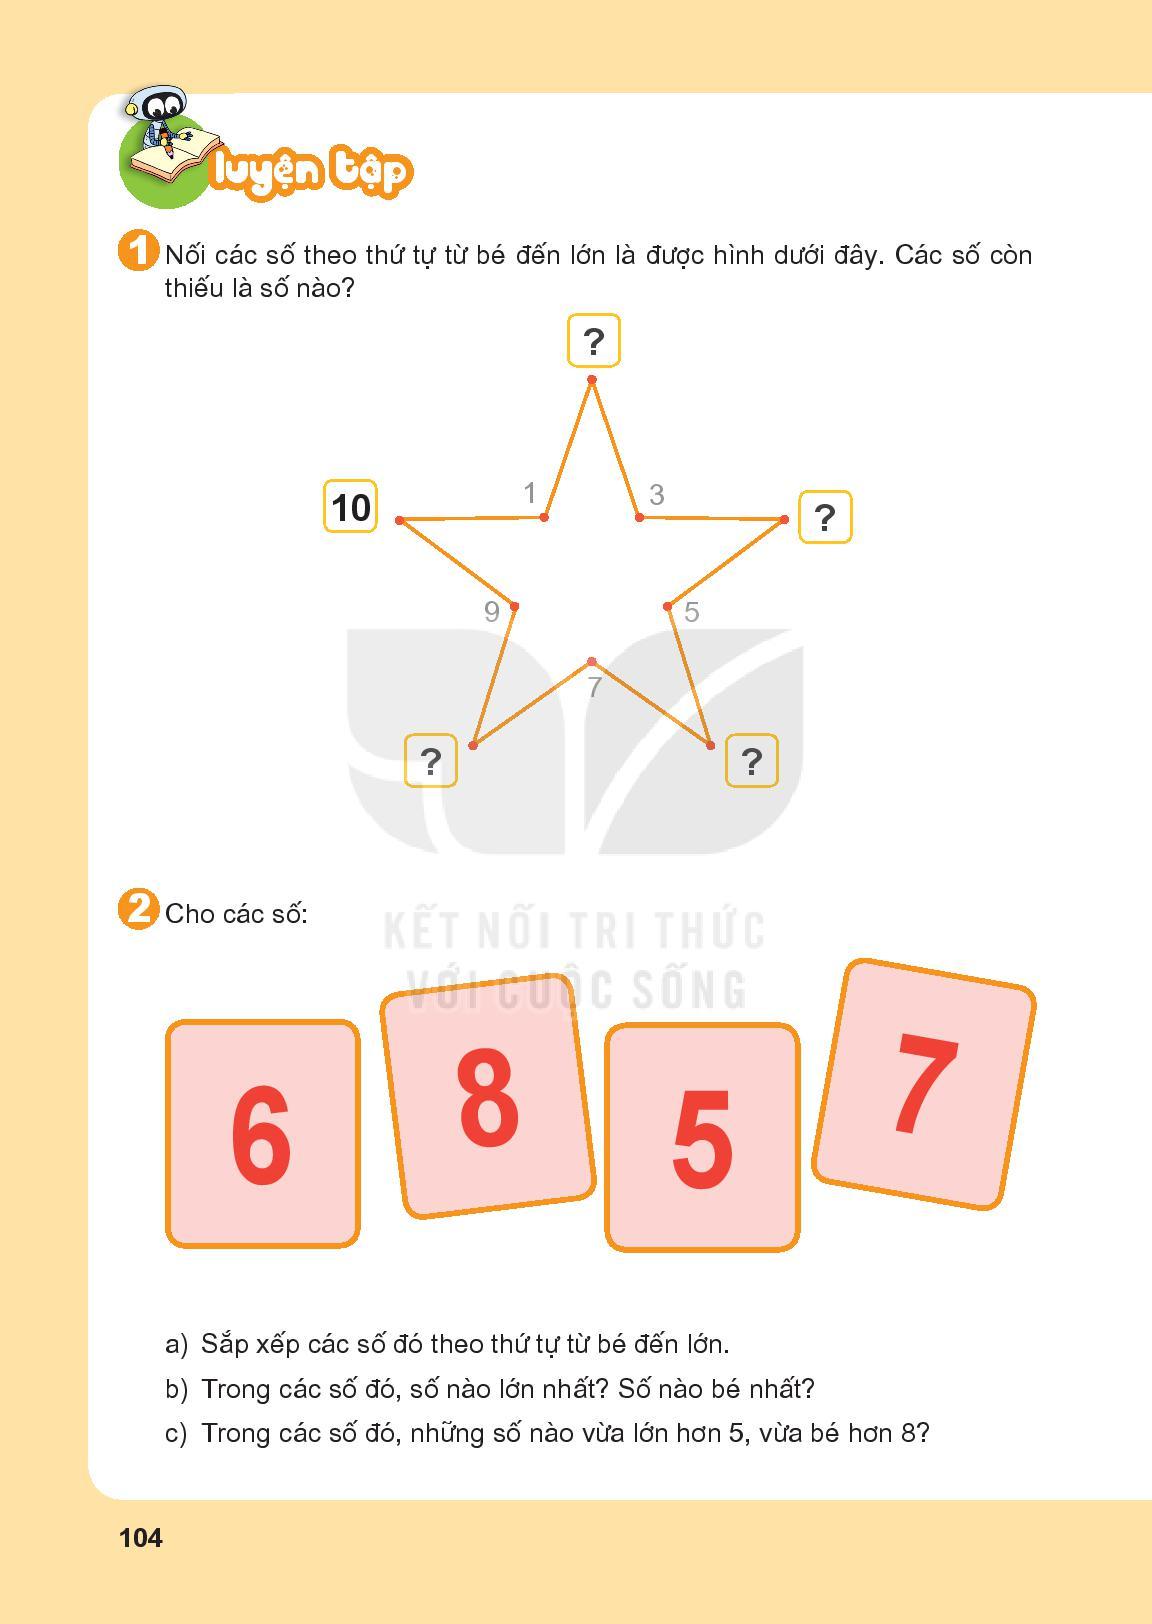 luyện tập
1 Nối các số theo thứ tự từ bé đến lớn là được hình dưới đây. Các số còn
thiếu là số nào?
?
1 3
10 ?
9 5
7
? ?
2 Cho các số:
KẾT NỐI TRI THỨC
VỚI CUỘC SỐNG
6 8 5 7
a) Sắp xếp các số đó theo thứ tự từ bé đến lớn.
b) Trong các số đó, số nào lớn nhất? Số nào bé nhất?
c) Trong các số đó, những số nào vừa lớn hơn 5, vừa bé hơn 8?
104